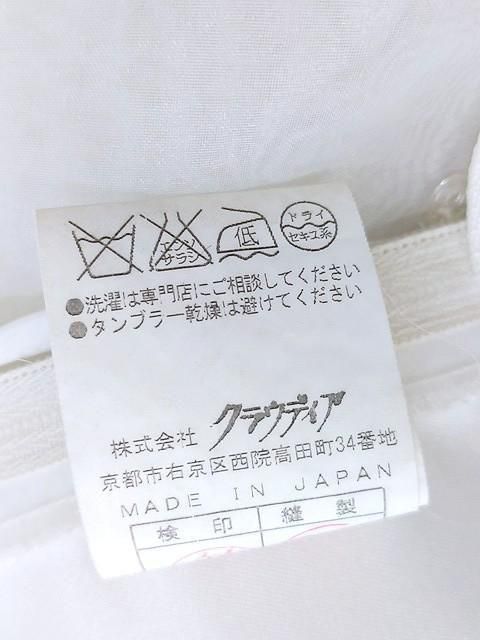 エンソ
サラシ
低
ドライ
セキユ系
●洗濯は専門店にご相談してください
●タンブラー乾燥は避けてください
株式会社 クラウディア
京都市右京区西院高田町34番地
MADE IN JAPAN
検印 縫製